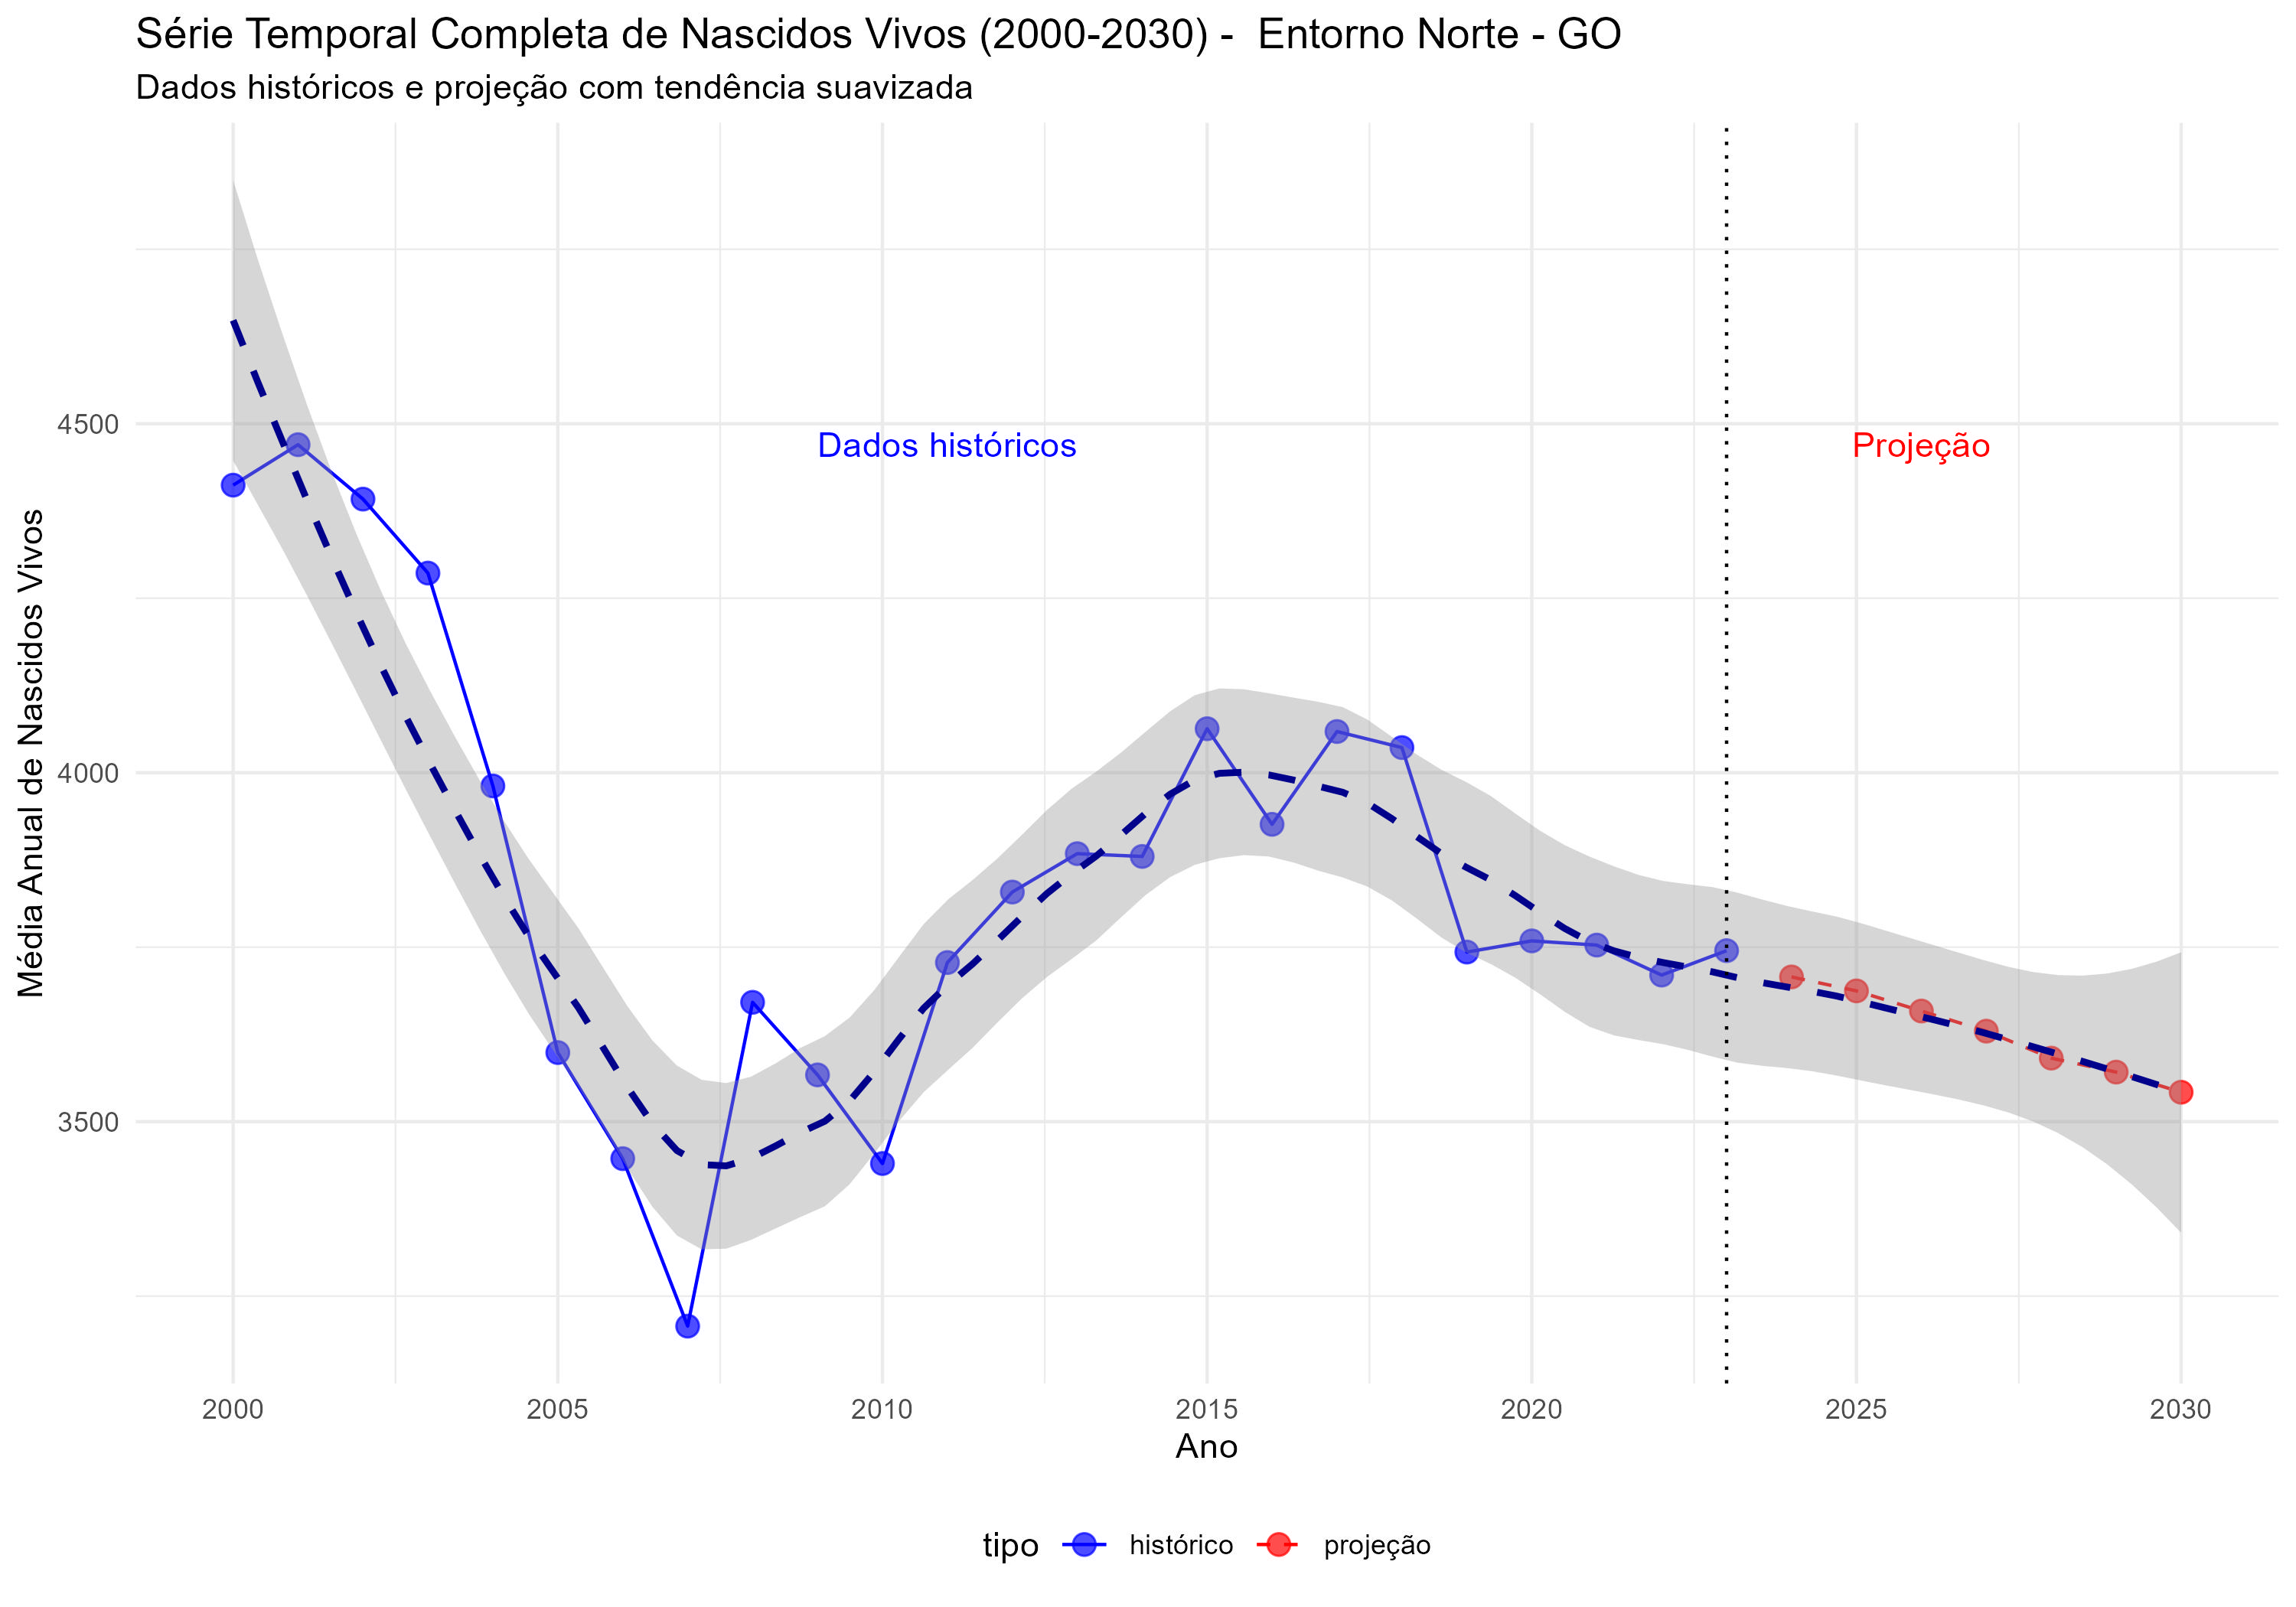 Série Temporal Completa de Nascidos Vivos (2000-2030) -  Entorno Norte - GO
Dados históricos e projeção com tendência suavizada
Média Anual de Nascidos Vivos
4500
4000
3500
Dados históricos
Projeção
2000
2005
2010
2015
2020
2025
2030
Ano
tipo
histórico
projeção